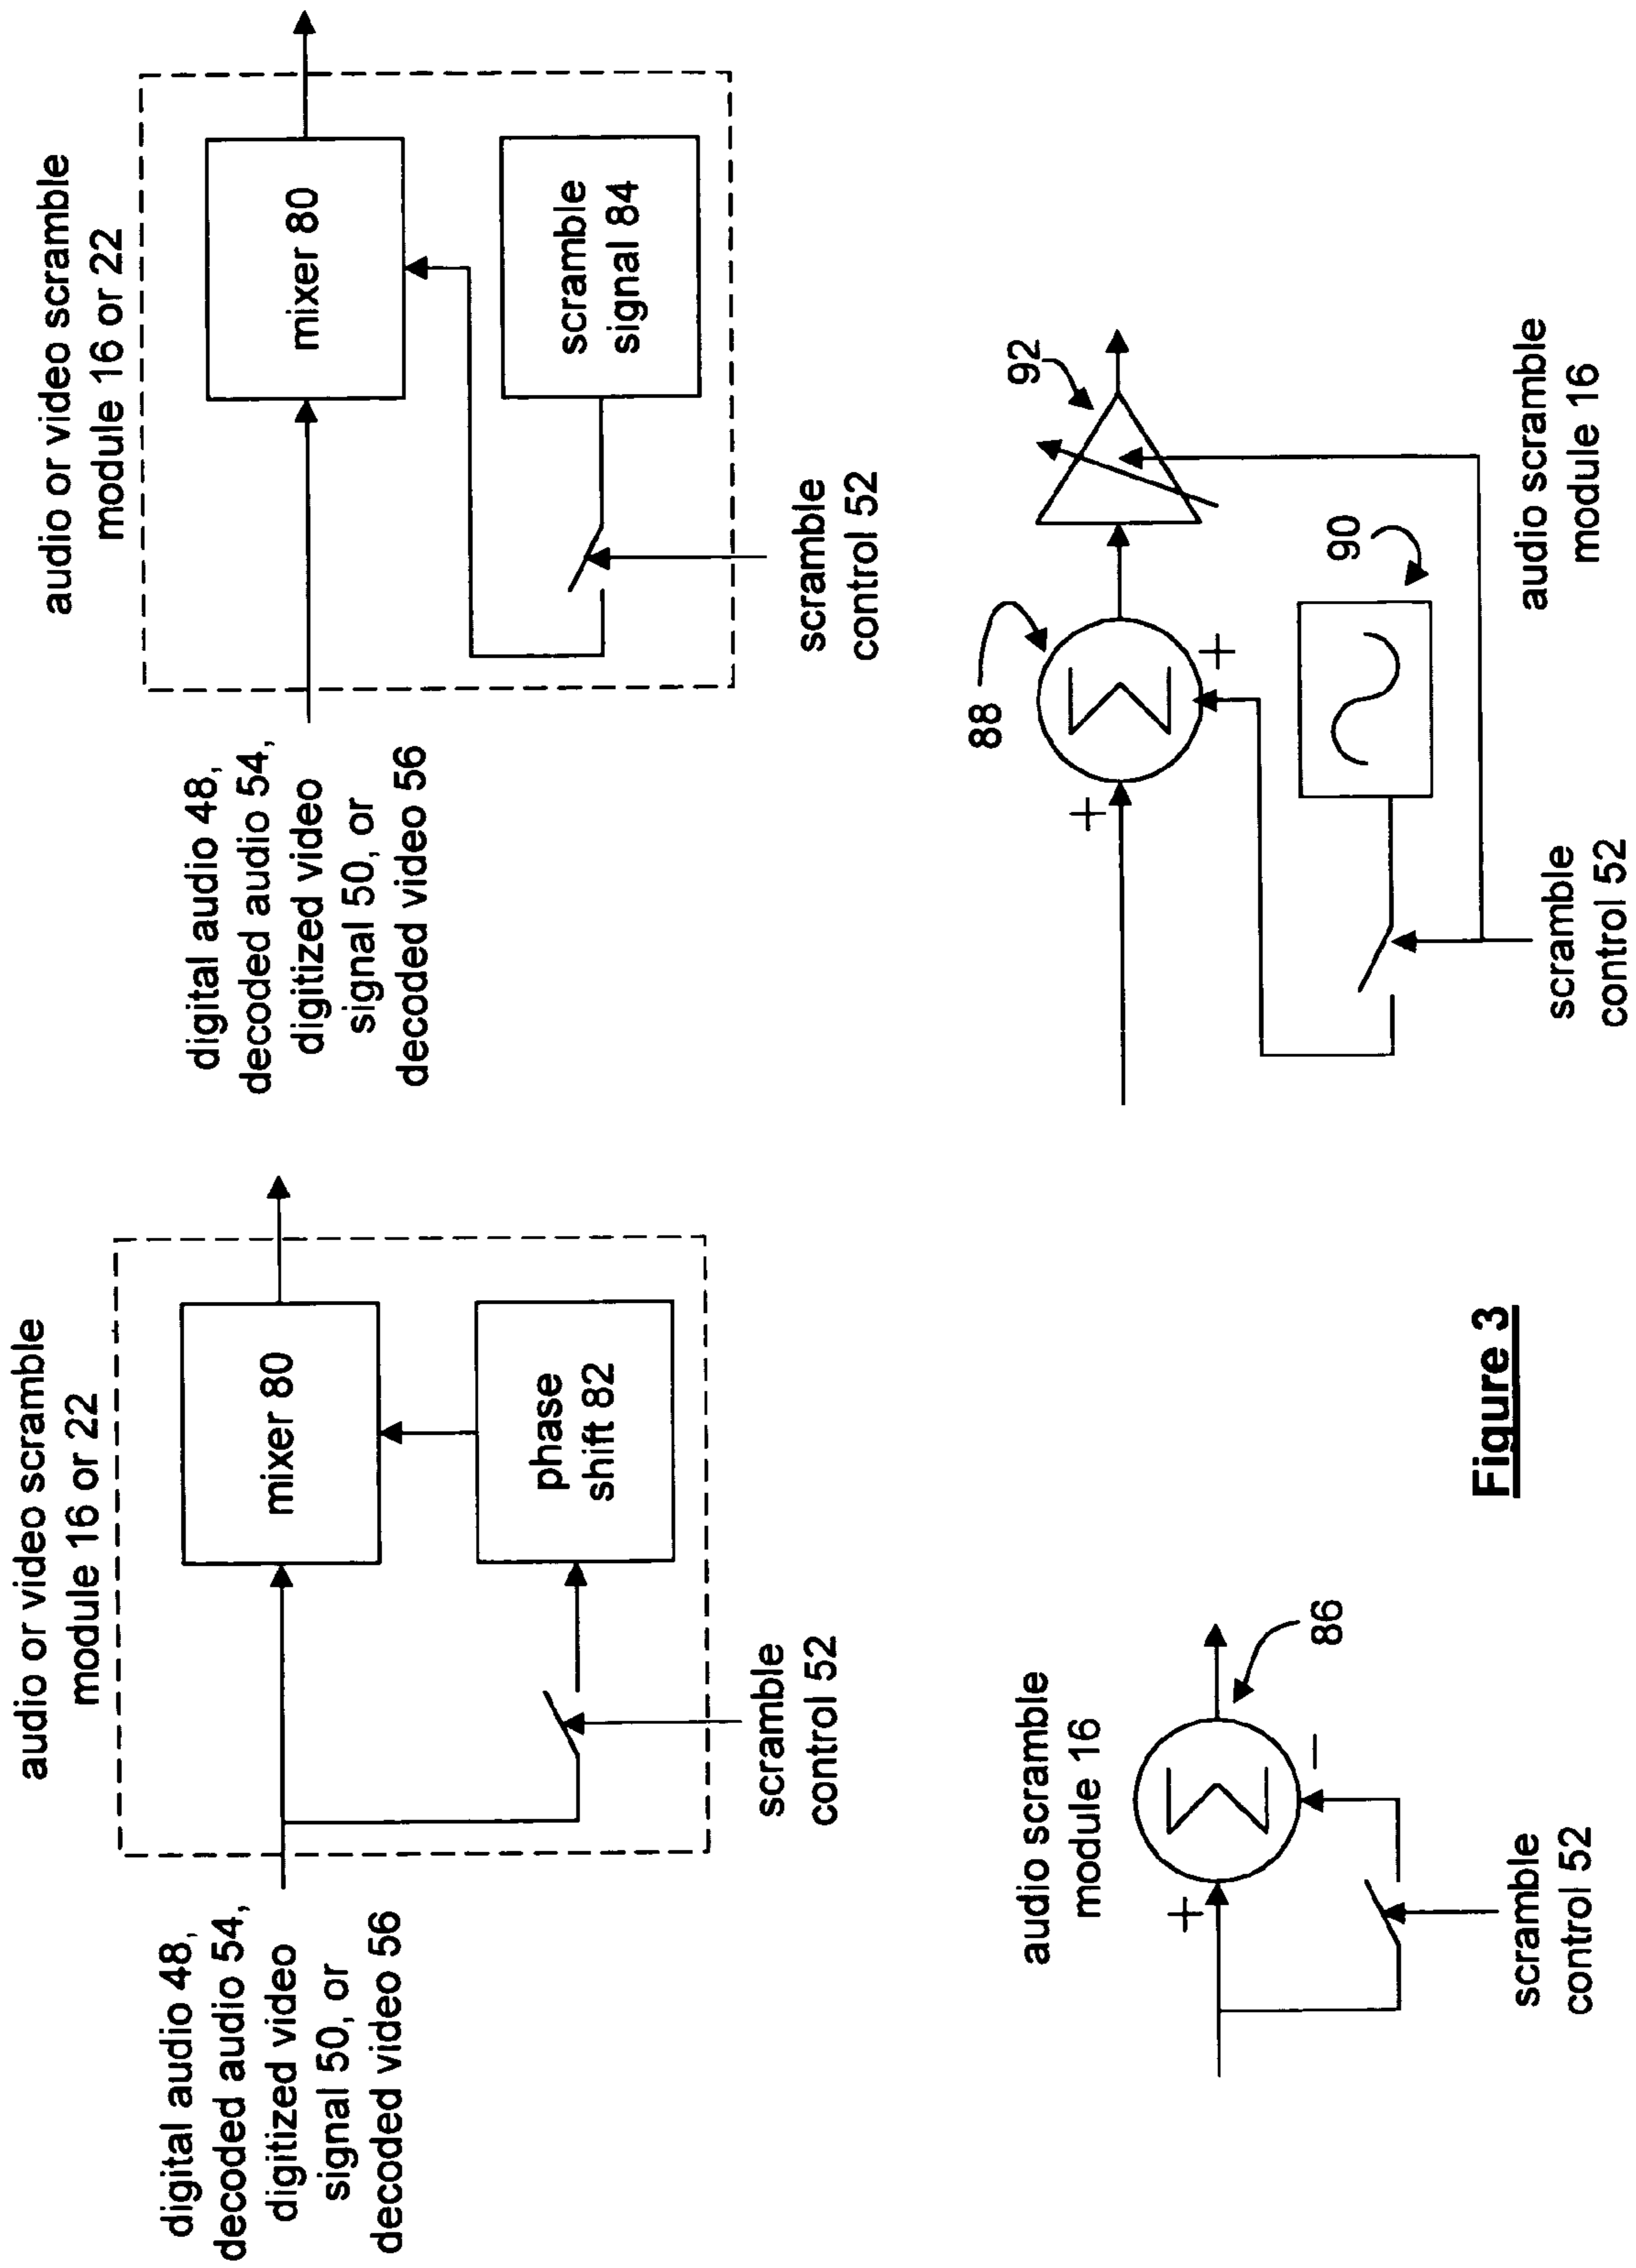 audio or video scramble
module 16 or 22
digital audio 48,
decoded audio 54,
digitized video
signal 50, or
decoded video 56
mixer 80
phase
shift 82
scramble
control 52
audio or video scramble
module 16 or 22
digital audio 48,
decoded audio 54,
digitized video
signal 50, or
decoded video 56
mixer 80
scramble
signal 84
scramble
control 52
audio scramble
module 16
+
Σ
−
86
scramble
control 52
88
92
+
Σ
+
90
scramble
control 52
audio scramble
module 16
Figure 3